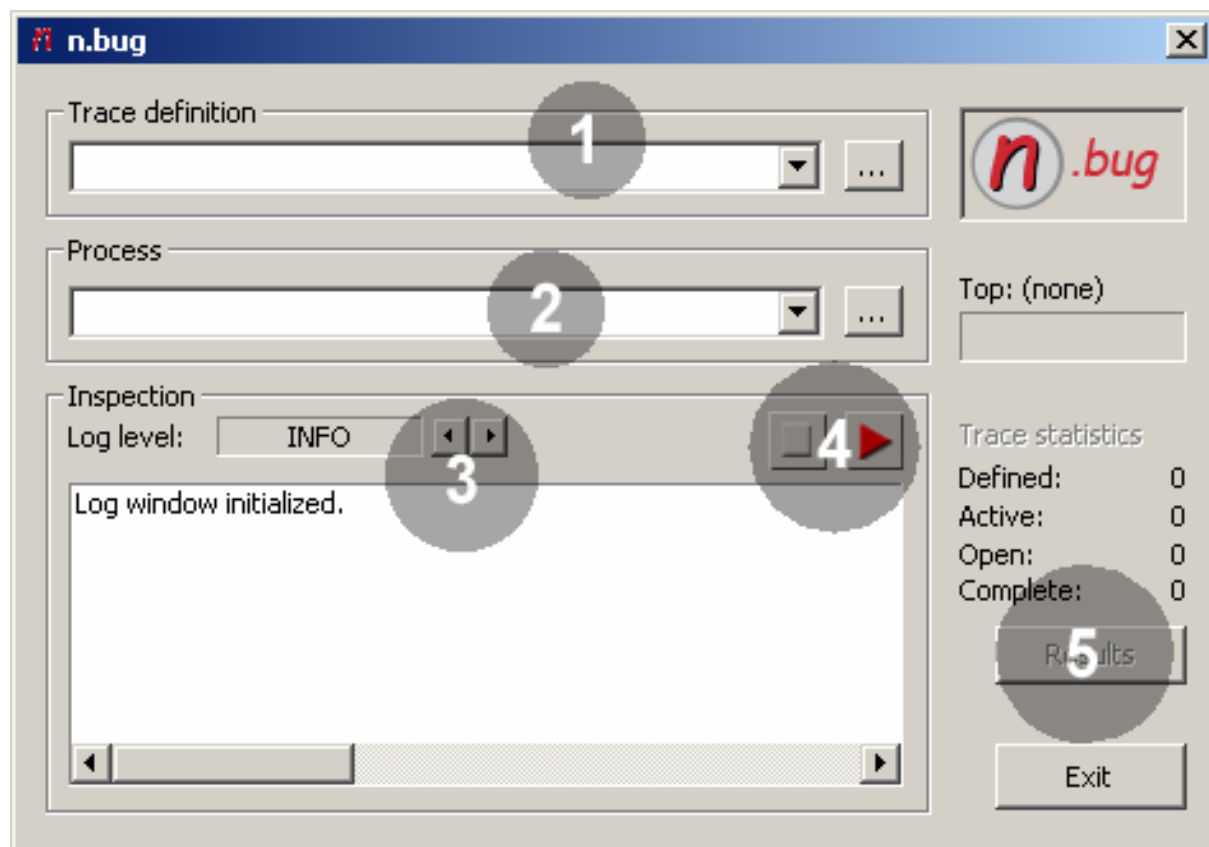 n.bug
Trace definition
1
...
n.bug
Process
2
...
Top: (none)
Inspection
Log level: INFO
3
4
Trace statistics
Log window initialized.
Defined: 0
Active: 0
Open: 0
Complete: 0
Results
5
Exit